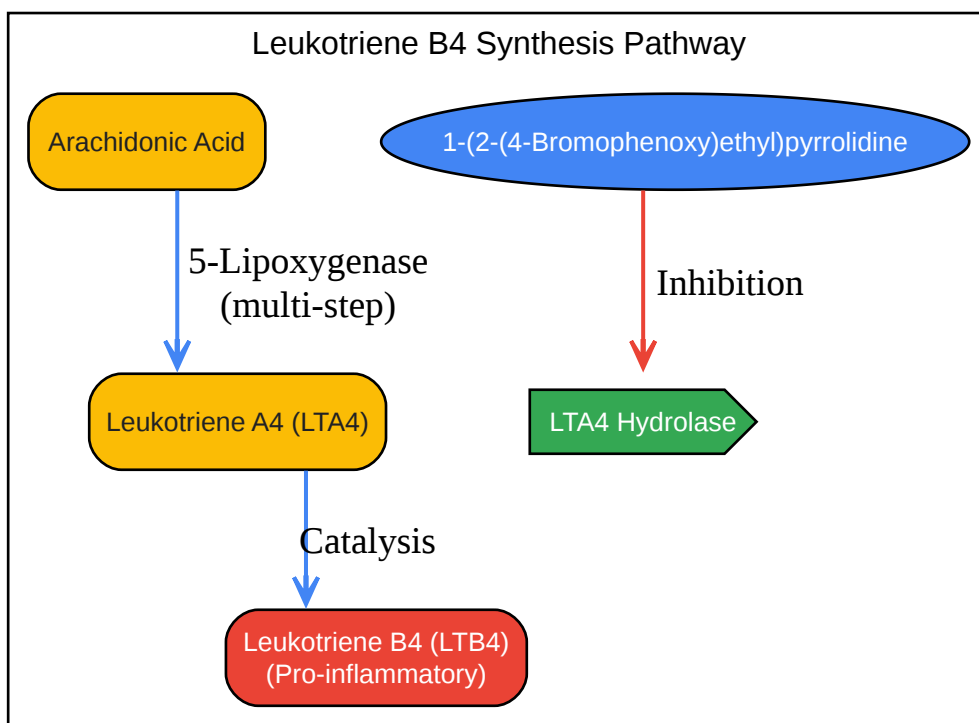 Leukotriene B4 Synthesis Pathway
Arachidonic Acid
1-(2-(4-Bromophenoxy)ethyl)pyrrolidine
5-Lipoxygenase
(multi-step)
Inhibition
Leukotriene A4 (LTA4)
LTA4 Hydrolase
Catalysis
Leukotriene B4 (LTB4)
(Pro-inflammatory)